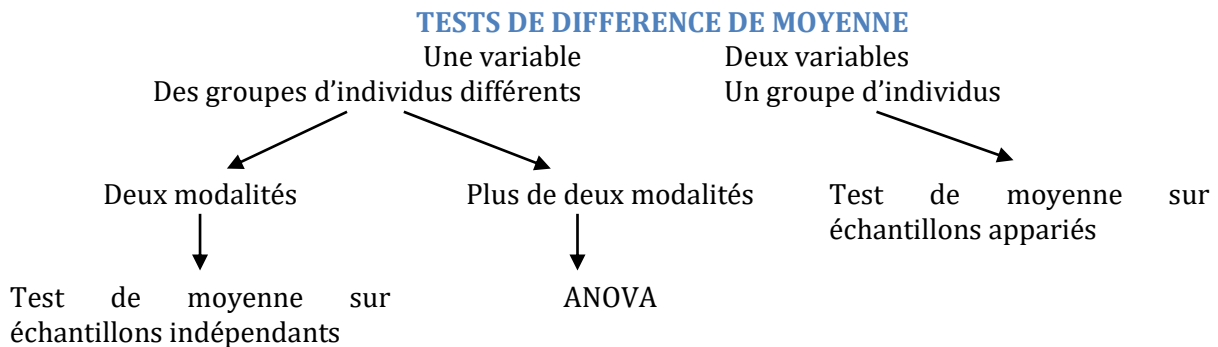 TESTS DE DIFFERENCE DE MOYENNE
Une variable
Des groupes d'individus différents
Deux variables
Un groupe d'individus
Deux modalités
Plus de deux modalités
Test de moyenne sur
échantillons appariés
Test de moyenne sur
échantillons indépendants
ANOVA